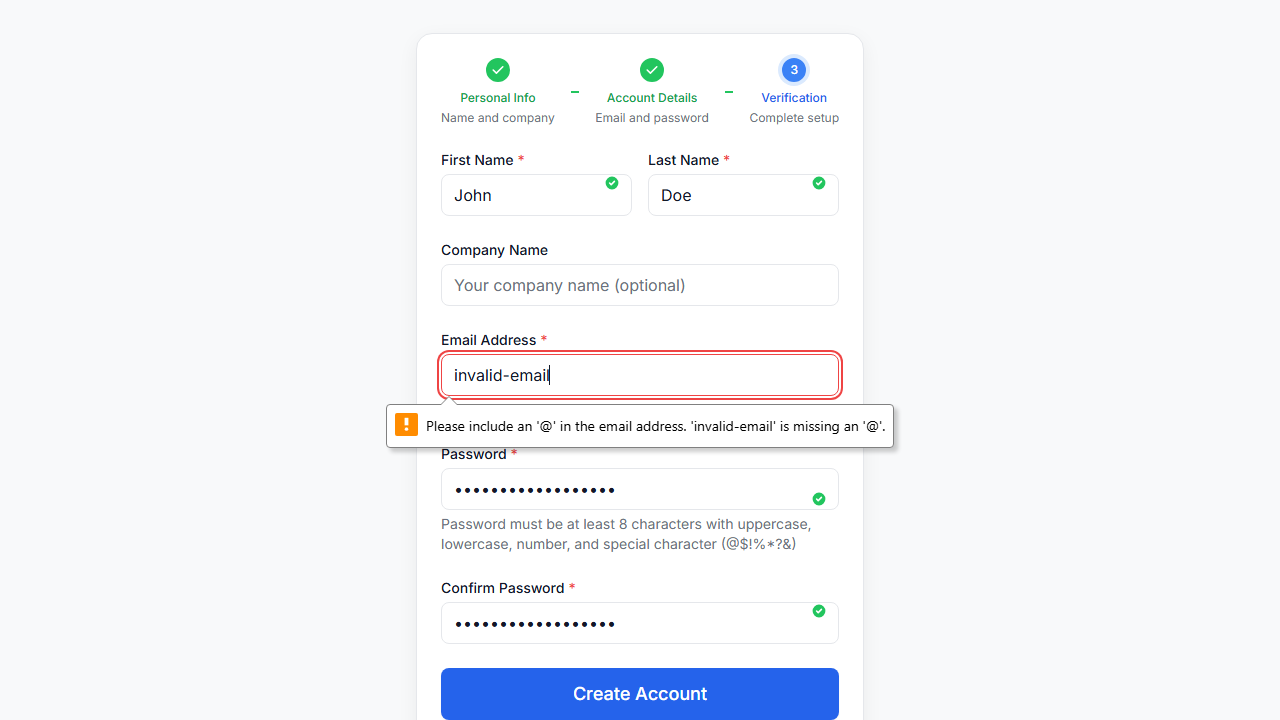 3
Personal Info
Account Details
Verification
Name and company
Email and password
Complete setup
First Name *
Last Name *
John
Doe
Company Name
Your company name (optional)
Email Address *
invalid-email
Please include an '@' in the email address. 'invalid-email' is missing an '@'.
Password *
••••••••••••••••••
Password must be at least 8 characters with uppercase,
lowercase, number, and special character (@$!%*?&)
Confirm Password *
••••••••••••••••••
Create Account